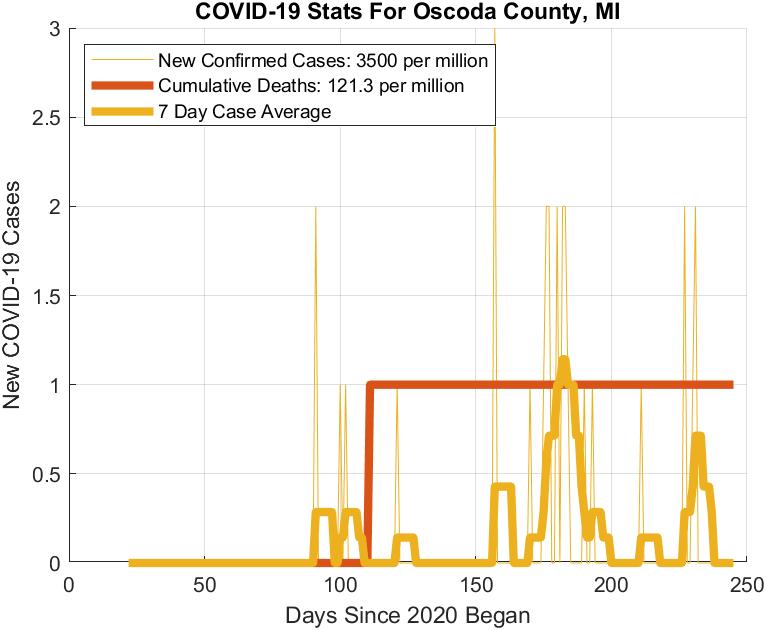 COVID-19 Stats For Oscoda County, MI
New Confirmed Cases: 3500 per million
Cumulative Deaths: 121.3 per million
7 Day Case Average
New COVID-19 Cases
3
2.5
2
1.5
1
0.5
0
0 50 100 150 200 250
Days Since 2020 Began